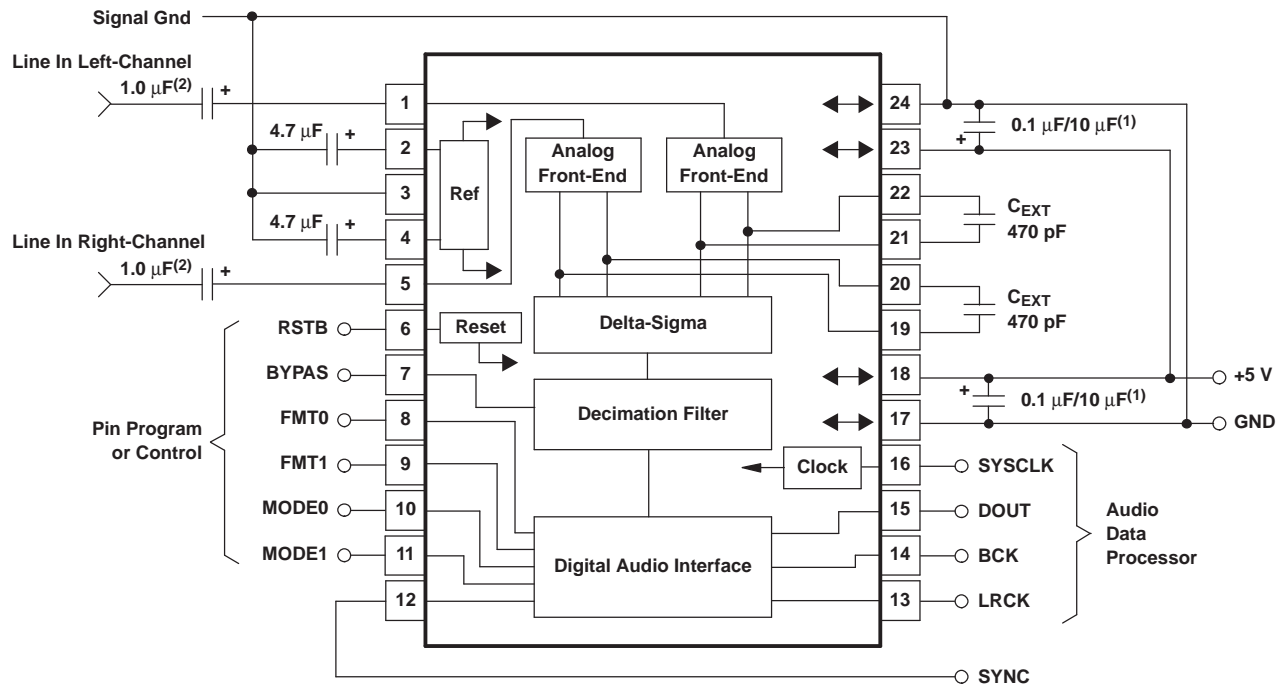 Signal Gnd
Line In Left-Channel
1.0 μF(2)
+
4.7 μF
+
4.7 μF
+
Line In Right-Channel
1.0 μF(2)
+
Pin Program
or Control
RSTB
BYPAS
FMT0
FMT1
MODE0
MODE1
1
2
3
4
5
6
7
8
9
10
11
12
Ref
Reset
Analog
Front-End
Analog
Front-End
Delta-Sigma
Decimation Filter
Clock
Digital Audio Interface
24
23
22
21
20
19
18
17
16
15
14
13
0.1 μF/10 μF(1)
+
CEXT
470 pF
CEXT
470 pF
+
0.1 μF/10 μF(1)
+5 V
GND
SYSCLK
DOUT
BCK
LRCK
Audio
Data
Processor
SYNC